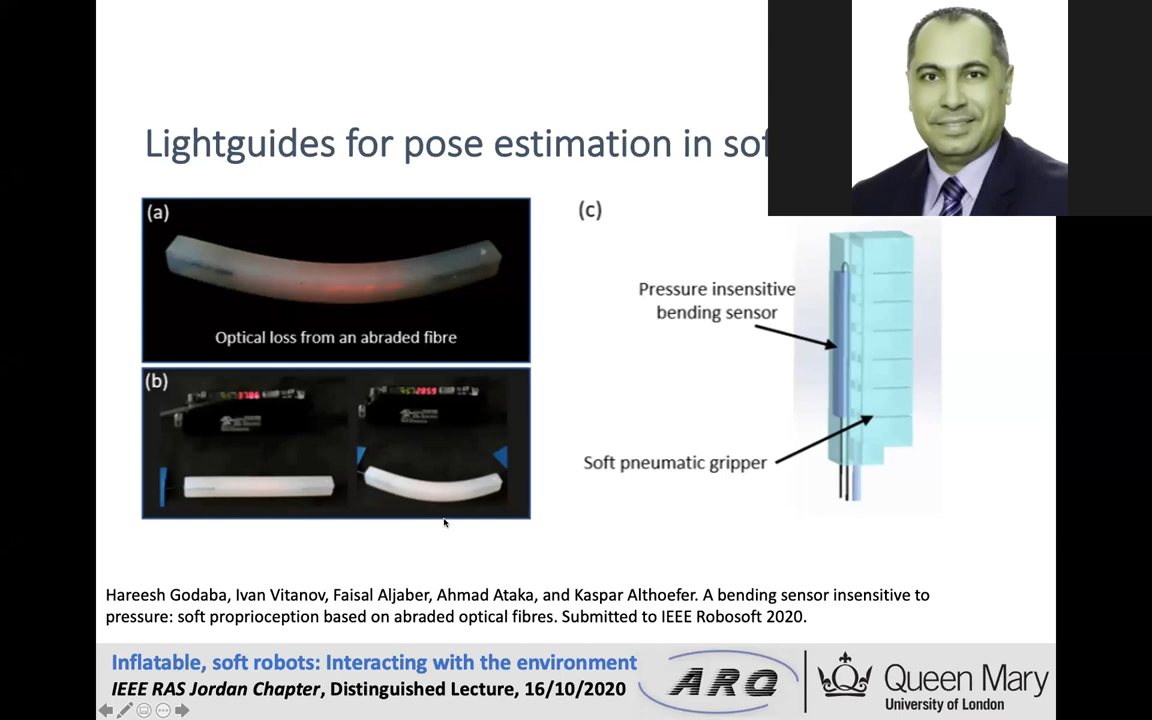 Lightguides for pose estimation in sof
(a)
Optical loss from an abraded fibre
(b)
(c)
Pressure insensitive
bending sensor
Soft pneumatic gripper
Hareesh Godaba, Ivan Vitanov, Faisal Aljaber, Ahmad Ataka, and Kaspar Althoefer. A bending sensor insensitive to
pressure: soft proprioception based on abraded optical fibres. Submitted to IEEE Robosoft 2020.
Inflatable, soft robots: Interacting with the environment
IEEE RAS Jordan Chapter, Distinguished Lecture, 16/10/2020
ARQ
Queen Mary
University of London